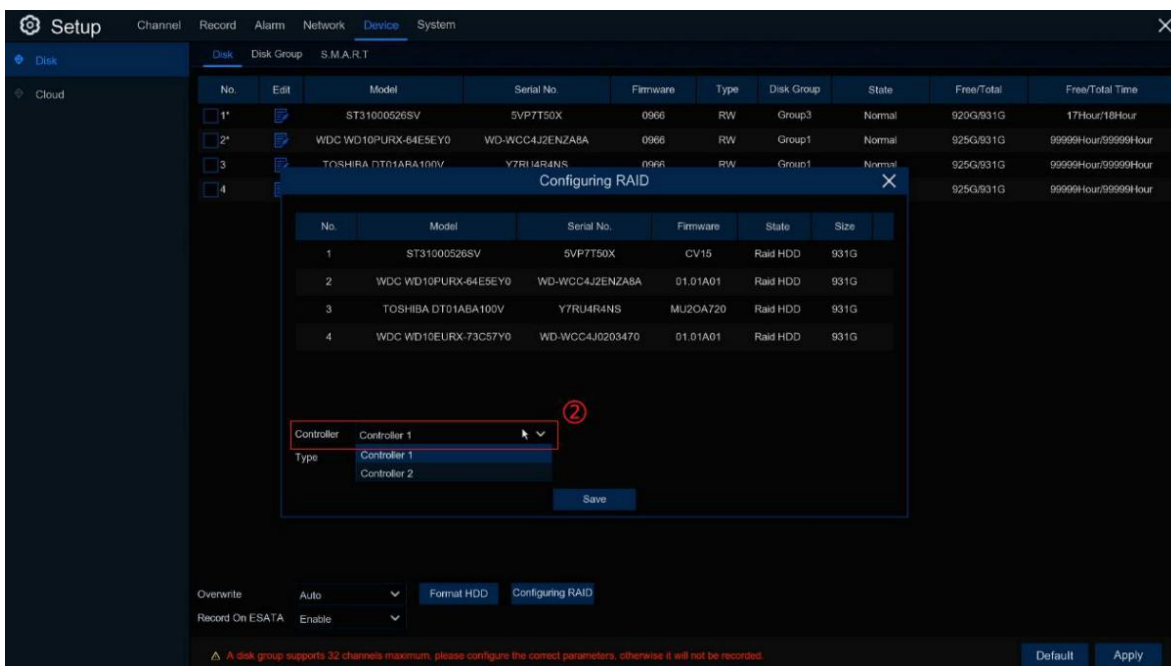 Setup Channel Record Alarm Network Device System
Disk Disk Disk Group S.M.A.R.T
Cloud
No. Edit Model Serial No. Firmware Type Disk Group State Free/Total Free/Total Time
1* ST31000526SV 5VP7T50X 0966 RW Group3 Normal 920G/931G 17Hour/18Hour
2* WDC WD10PURX-64E5EY0 WD-WCC4J2ENZA8A 0966 RW Group1 Normal 925G/931G 99999Hour/99999Hour
3 TOSHIBA DT01ABA100V Y7RU4R4NS 0966 RW Group1 Normal 925G/931G 99999Hour/99999Hour
4 925G/931G 99999Hour/99999Hour
Configuring RAID
No. Model Serial No. Firmware State Size
1 ST31000526SV 5VP7T50X CV15 Raid HDD 931G
2 WDC WD10PURX-64E5EY0 WD-WCC4J2ENZA8A 01.01A01 Raid HDD 931G
3 TOSHIBA DT01ABA100V Y7RU4R4NS MU2OA720 Raid HDD 931G
4 WDC WD10EURX-73C57Y0 WD-WCC4J0203470 01.01A01 Raid HDD 931G
②
Controller Controller 1
Type Controller 1
Controller 2
Save
Overwrite Auto Format HDD Configuring RAID
Record On ESATA Enable
A disk group supports 32 channels maximum, please configure the correct parameters, otherwise it will not be recorded.
Default Apply